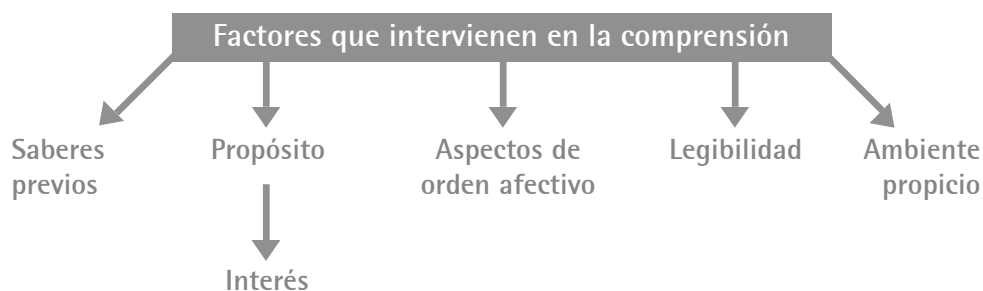 Factores que intervienen en la comprensión
Saberes
previos
Propósito
Aspectos de
orden afectivo
Legibilidad
Ambiente
propicio
Interés